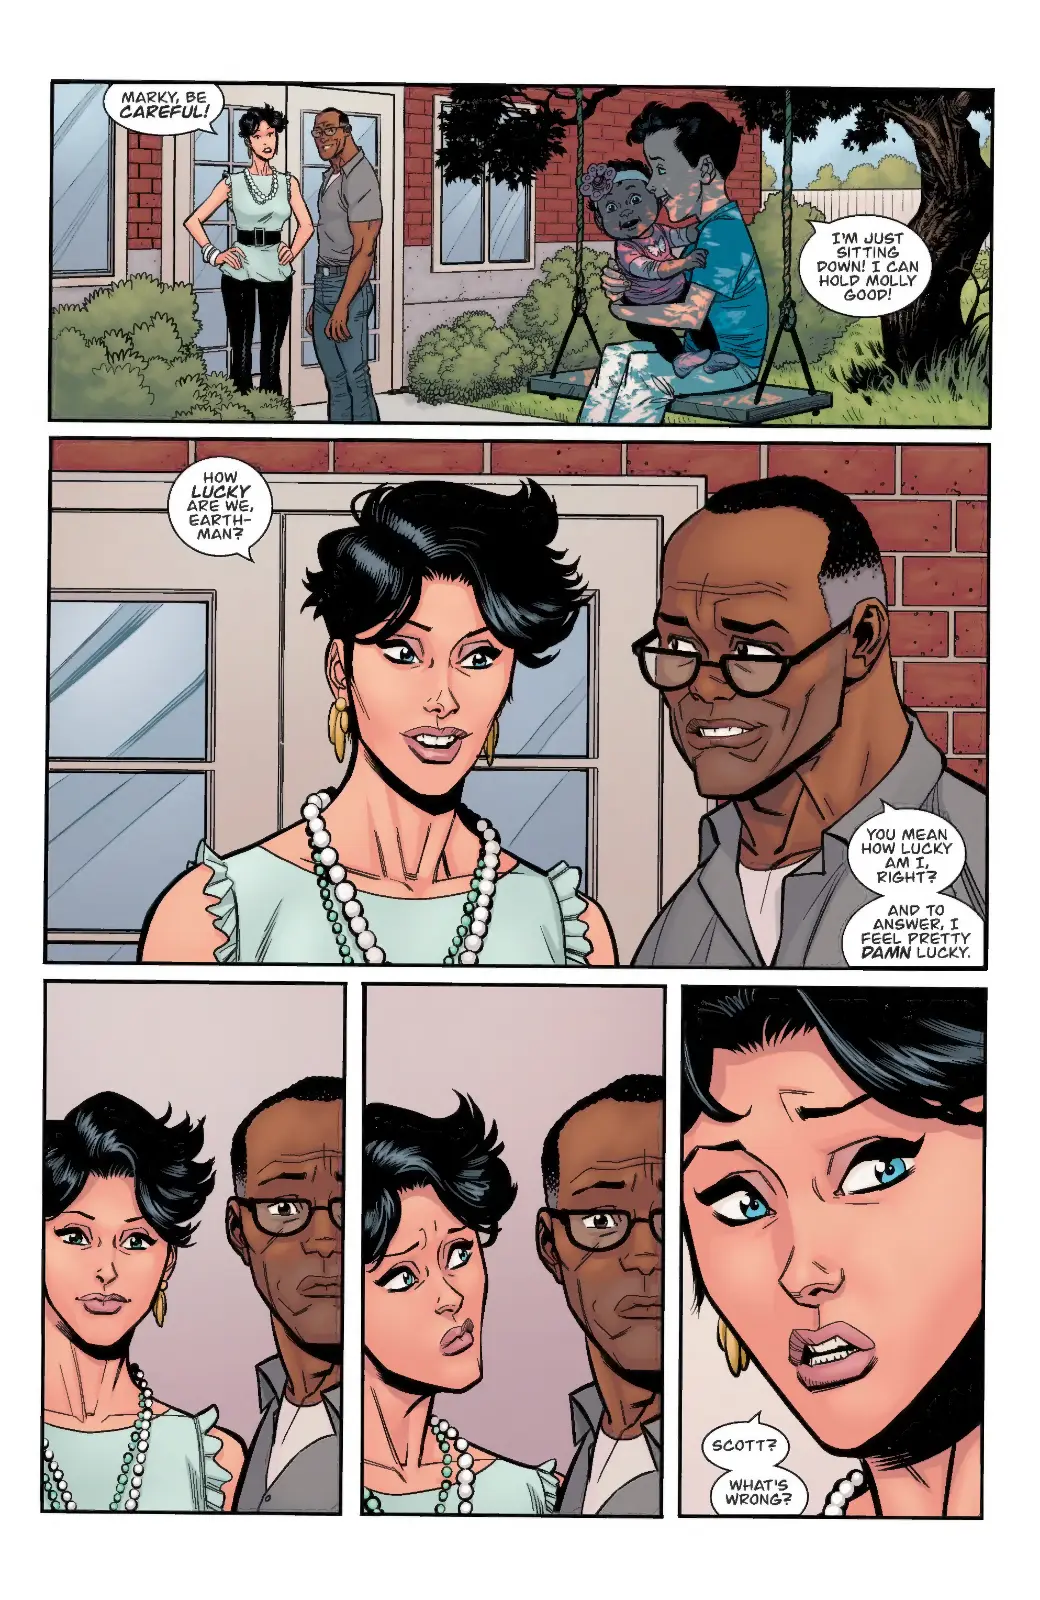 MARKY, BE
CAREFUL!
I'M JUST
SITTING
DOWN! I CAN
HOLD MOLLY
GOOD!
HOW
LUCKY
ARE WE,
EARTH-
MAN?
YOU MEAN
HOW LUCKY
AM I,
RIGHT?
AND TO
ANSWER, I
FEEL PRETTY
DAMN LUCKY.
SCOTT?
WHAT'S
WRONG?